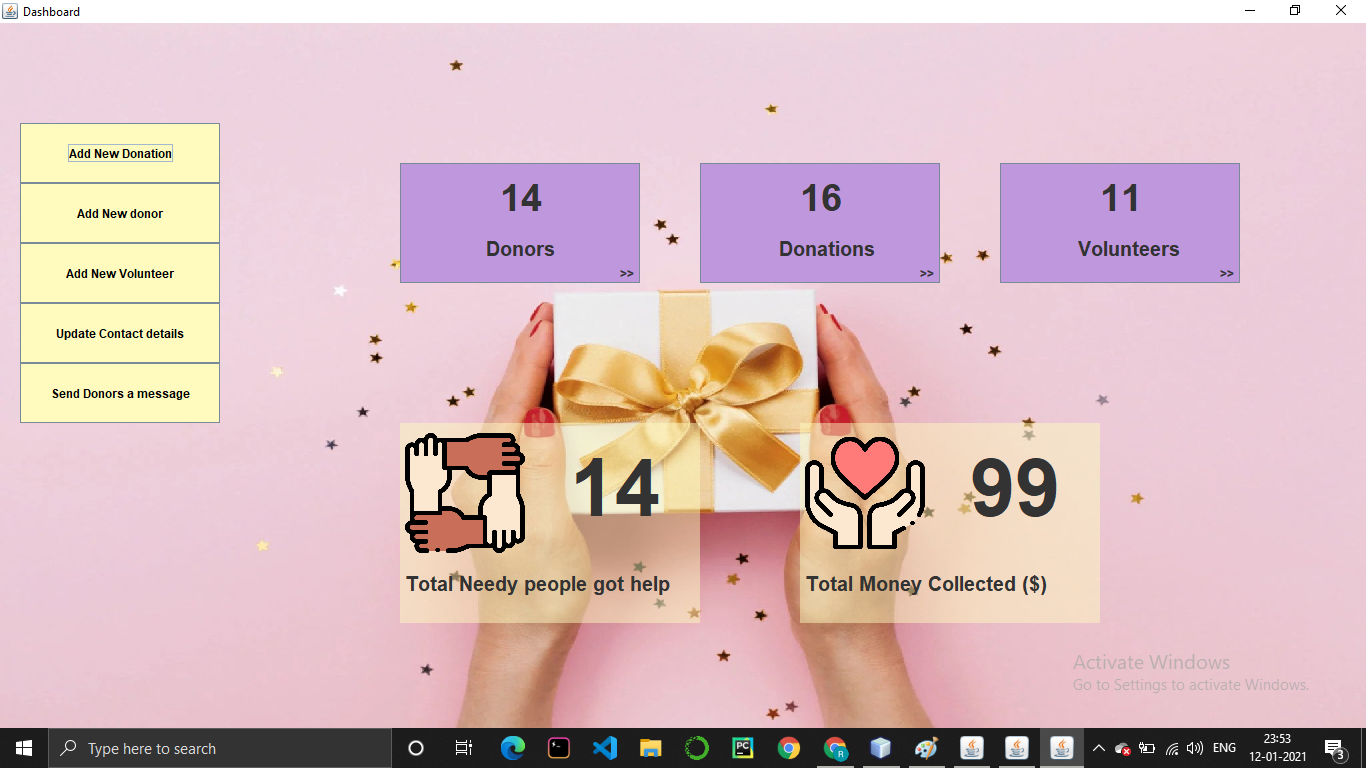 Dashboard
Add New Donation
Add New donor
Add New Volunteer
Update Contact details
Send Donors a message
14
Donors
>>
16
Donations
>>
11
Volunteers
>>
14
Total Needy people got help
99
Total Money Collected ($)
Activate Windows
Go to Settings to activate Windows.
Type here to search
PC
R
ENG
23:53
12-01-2021
3